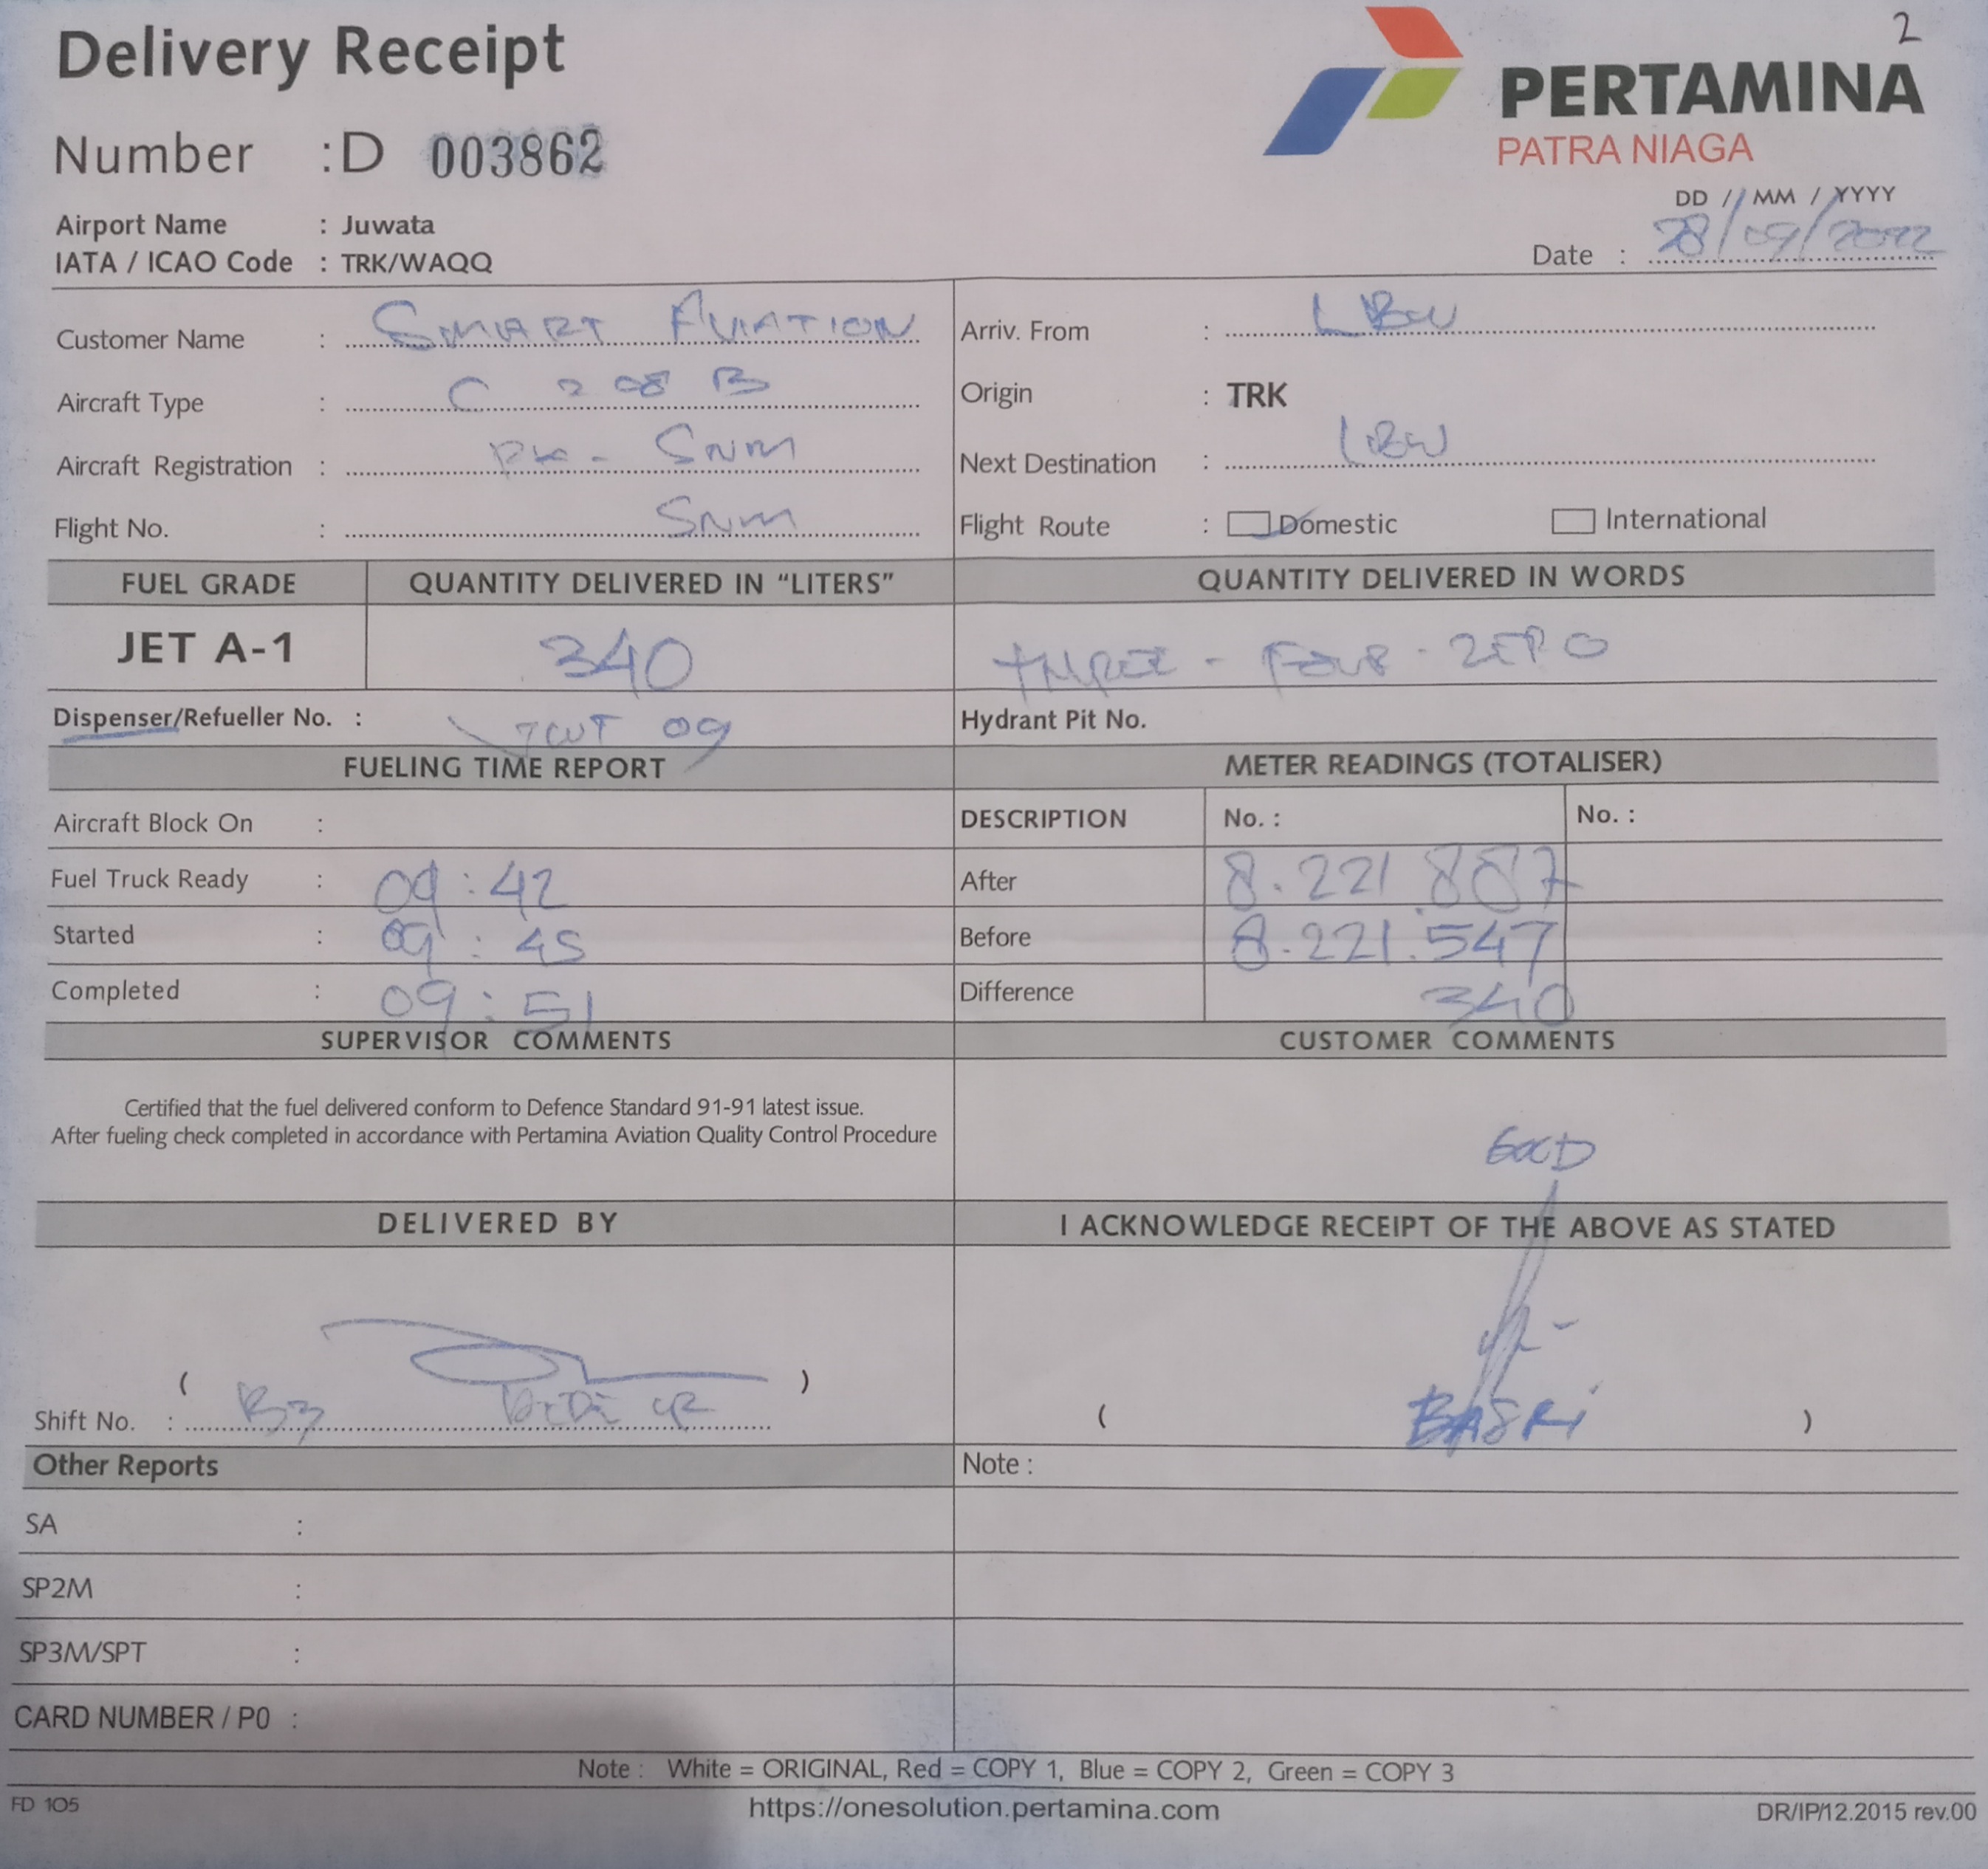 2
Delivery Receipt
PERTAMINA
PATRA NIAGA
Number : D 003862
DD / MM / YYYY
Airport Name : Juwata
Date : 28/09/2022
IATA / ICAO Code : TRK/WAQQ
Customer Name : SMART AVIATION
Arriv. From : LBW
Aircraft Type : C 208 B
Origin : TRK
Aircraft Registration : PK - SNM
Next Destination : LBW
Flight No. : SNM
Flight Route : Domestic International
FUEL GRADE QUANTITY DELIVERED IN "LITERS" QUANTITY DELIVERED IN WORDS
JET A-1 340 THREE - FOUR - ZERO
Dispenser/Refueller No. : 09
Hydrant Pit No.
FUELING TIME REPORT METER READINGS (TOTALISER)
Aircraft Block On :
DESCRIPTION No. : No. :
Fuel Truck Ready : 09 : 42
After 8.221.887
Started : 09 : 45
Before 8.221.547
Completed : 09 : 51
Difference 340
SUPERVISOR COMMENTS CUSTOMER COMMENTS
Certified that the fuel delivered conform to Defence Standard 91-91 latest issue.
After fueling check completed in accordance with Pertamina Aviation Quality Control Procedure
GOOD
DELIVERED BY I ACKNOWLEDGE RECEIPT OF THE ABOVE AS STATED
( )
Shift No. : B3
( BASRI )
Other Reports Note :
SA :
SP2M :
SP3M/SPT :
CARD NUMBER / P0 :
Note : White = ORIGINAL, Red = COPY 1, Blue = COPY 2, Green = COPY 3
FD 105 https://onesolution.pertamina.com DR/IP/12.2015 rev.00